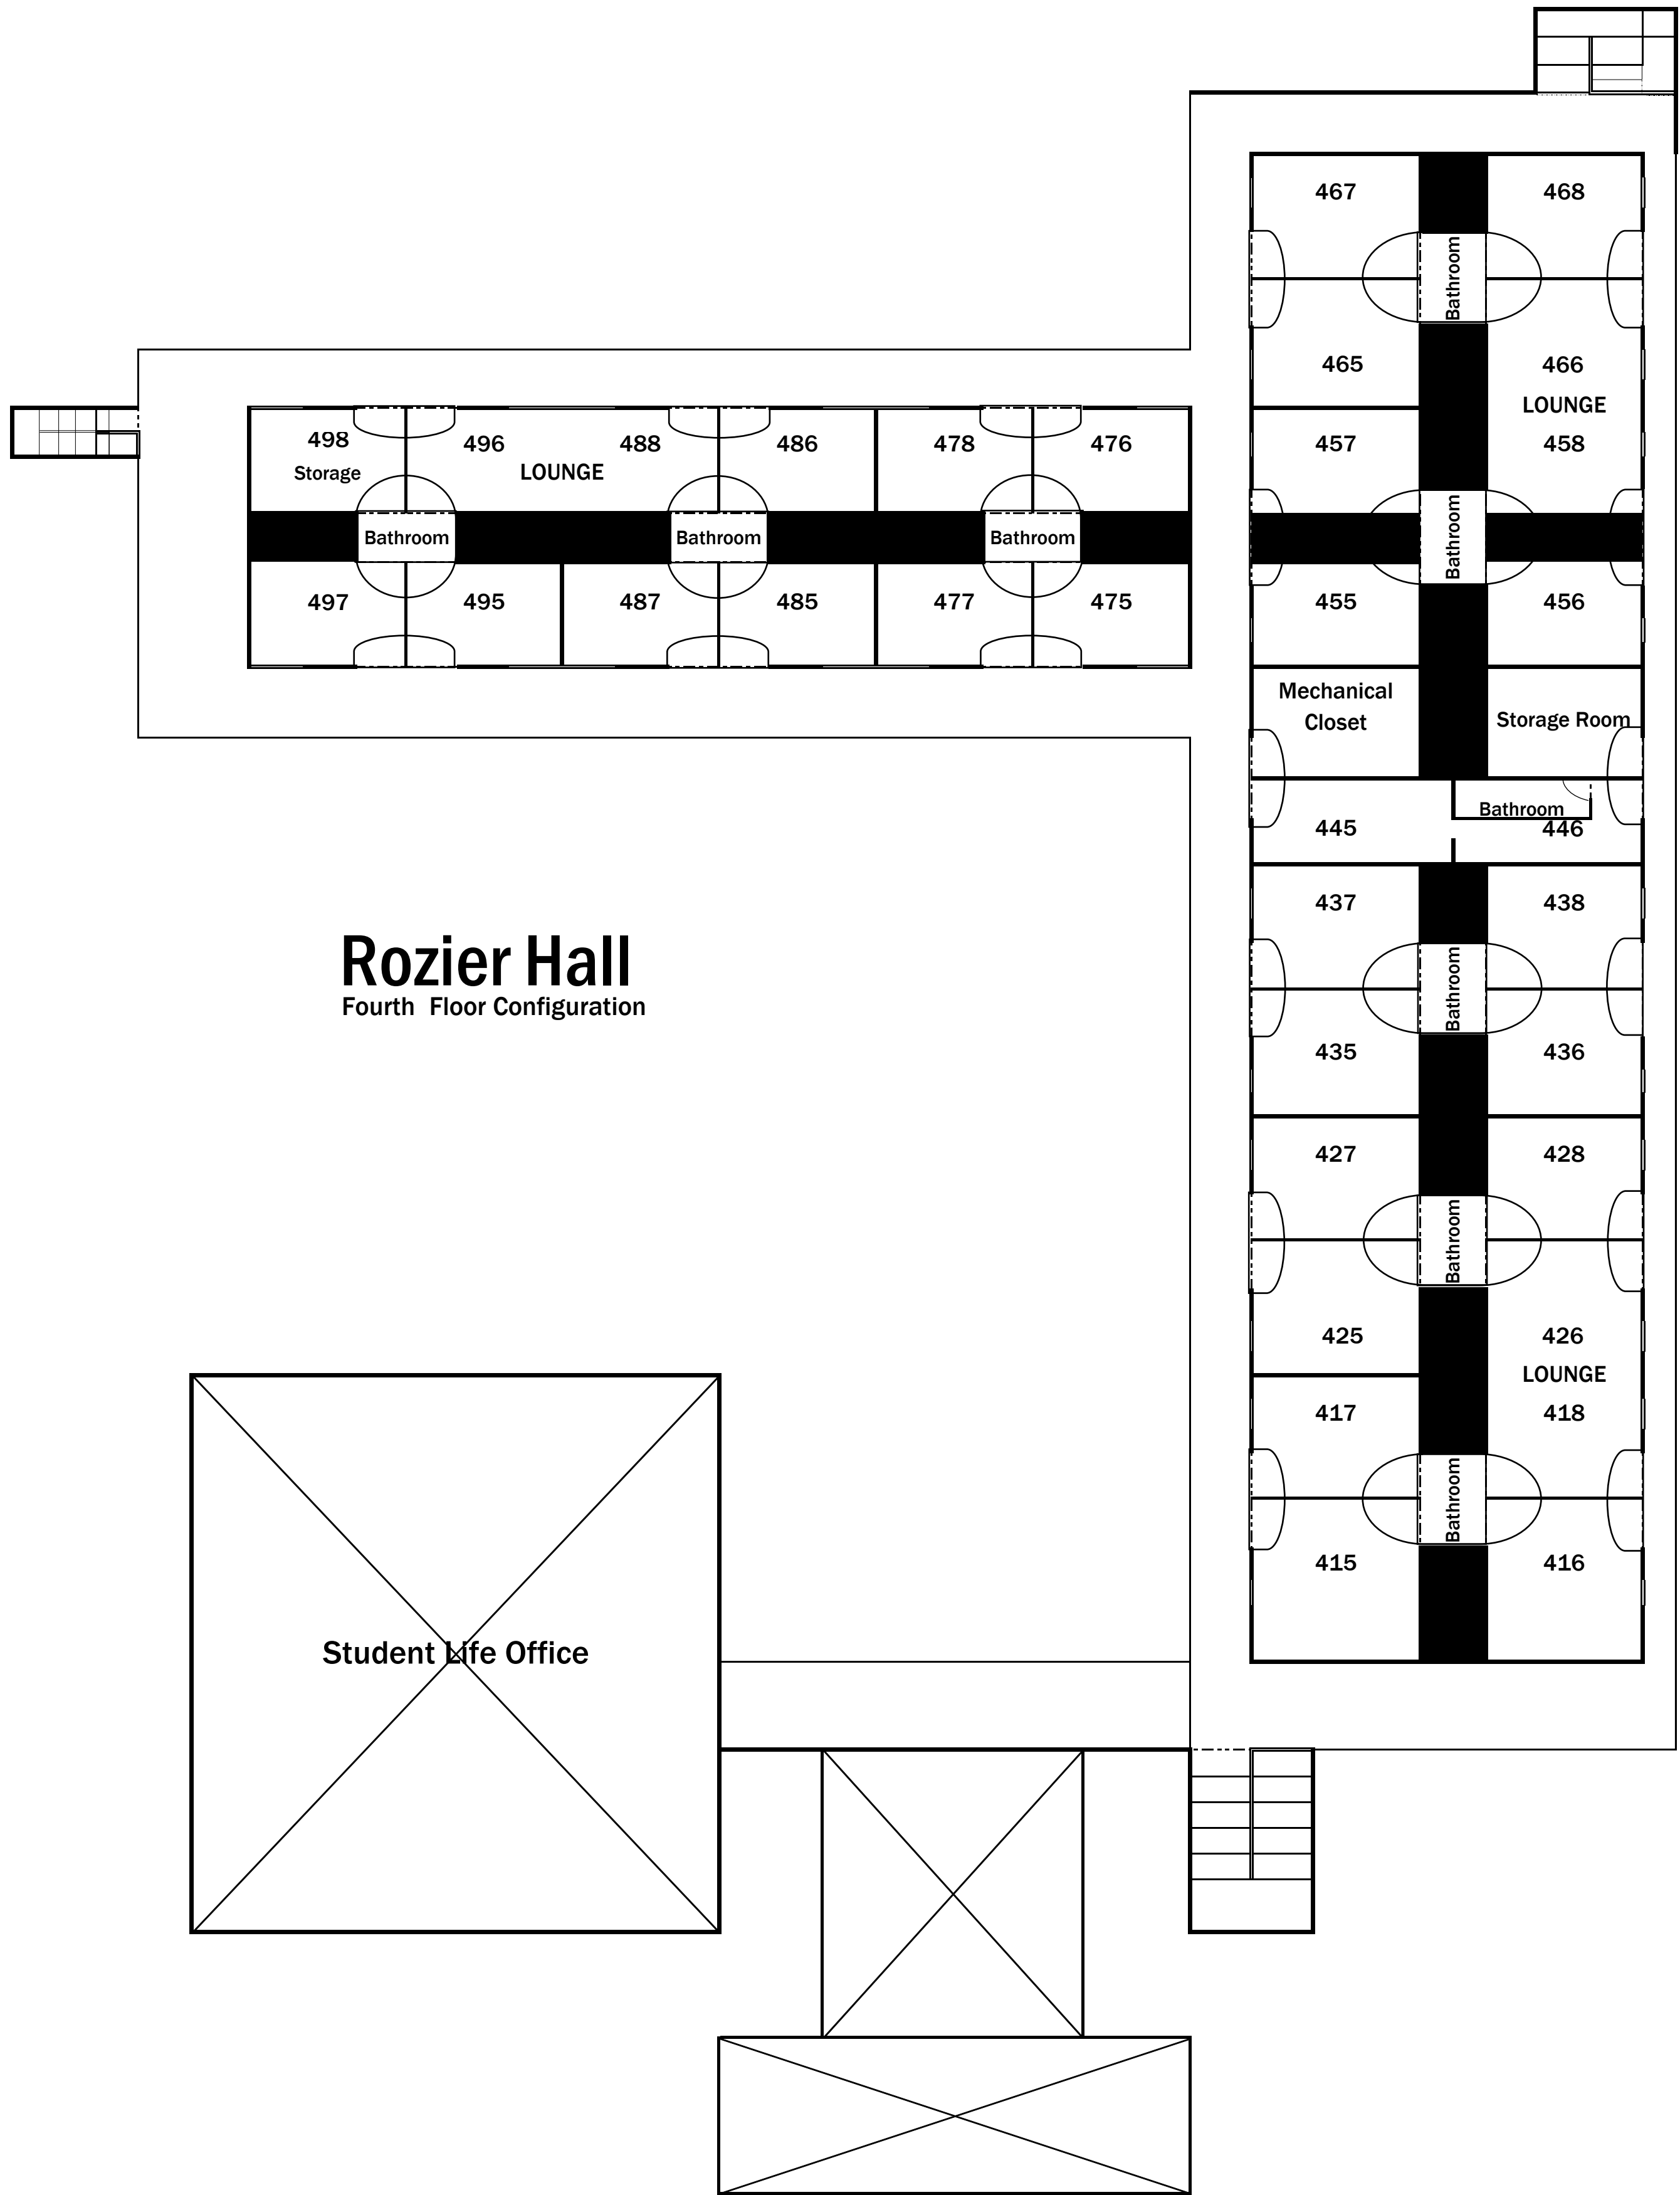 467
468
Bathroom
465
466
LOUNGE
457
458
498
496
488
486
478
476
Storage
LOUNGE
Bathroom
Bathroom
Bathroom
Bathroom
497
495
487
485
477
475
455
456
Mechanical
Closet
Storage Room
Bathroom
445
446
437
438
Bathroom
435
436
Rozier Hall
Fourth Floor Configuration
427
428
Bathroom
425
426
LOUNGE
417
418
Bathroom
415
416
Student Life Office